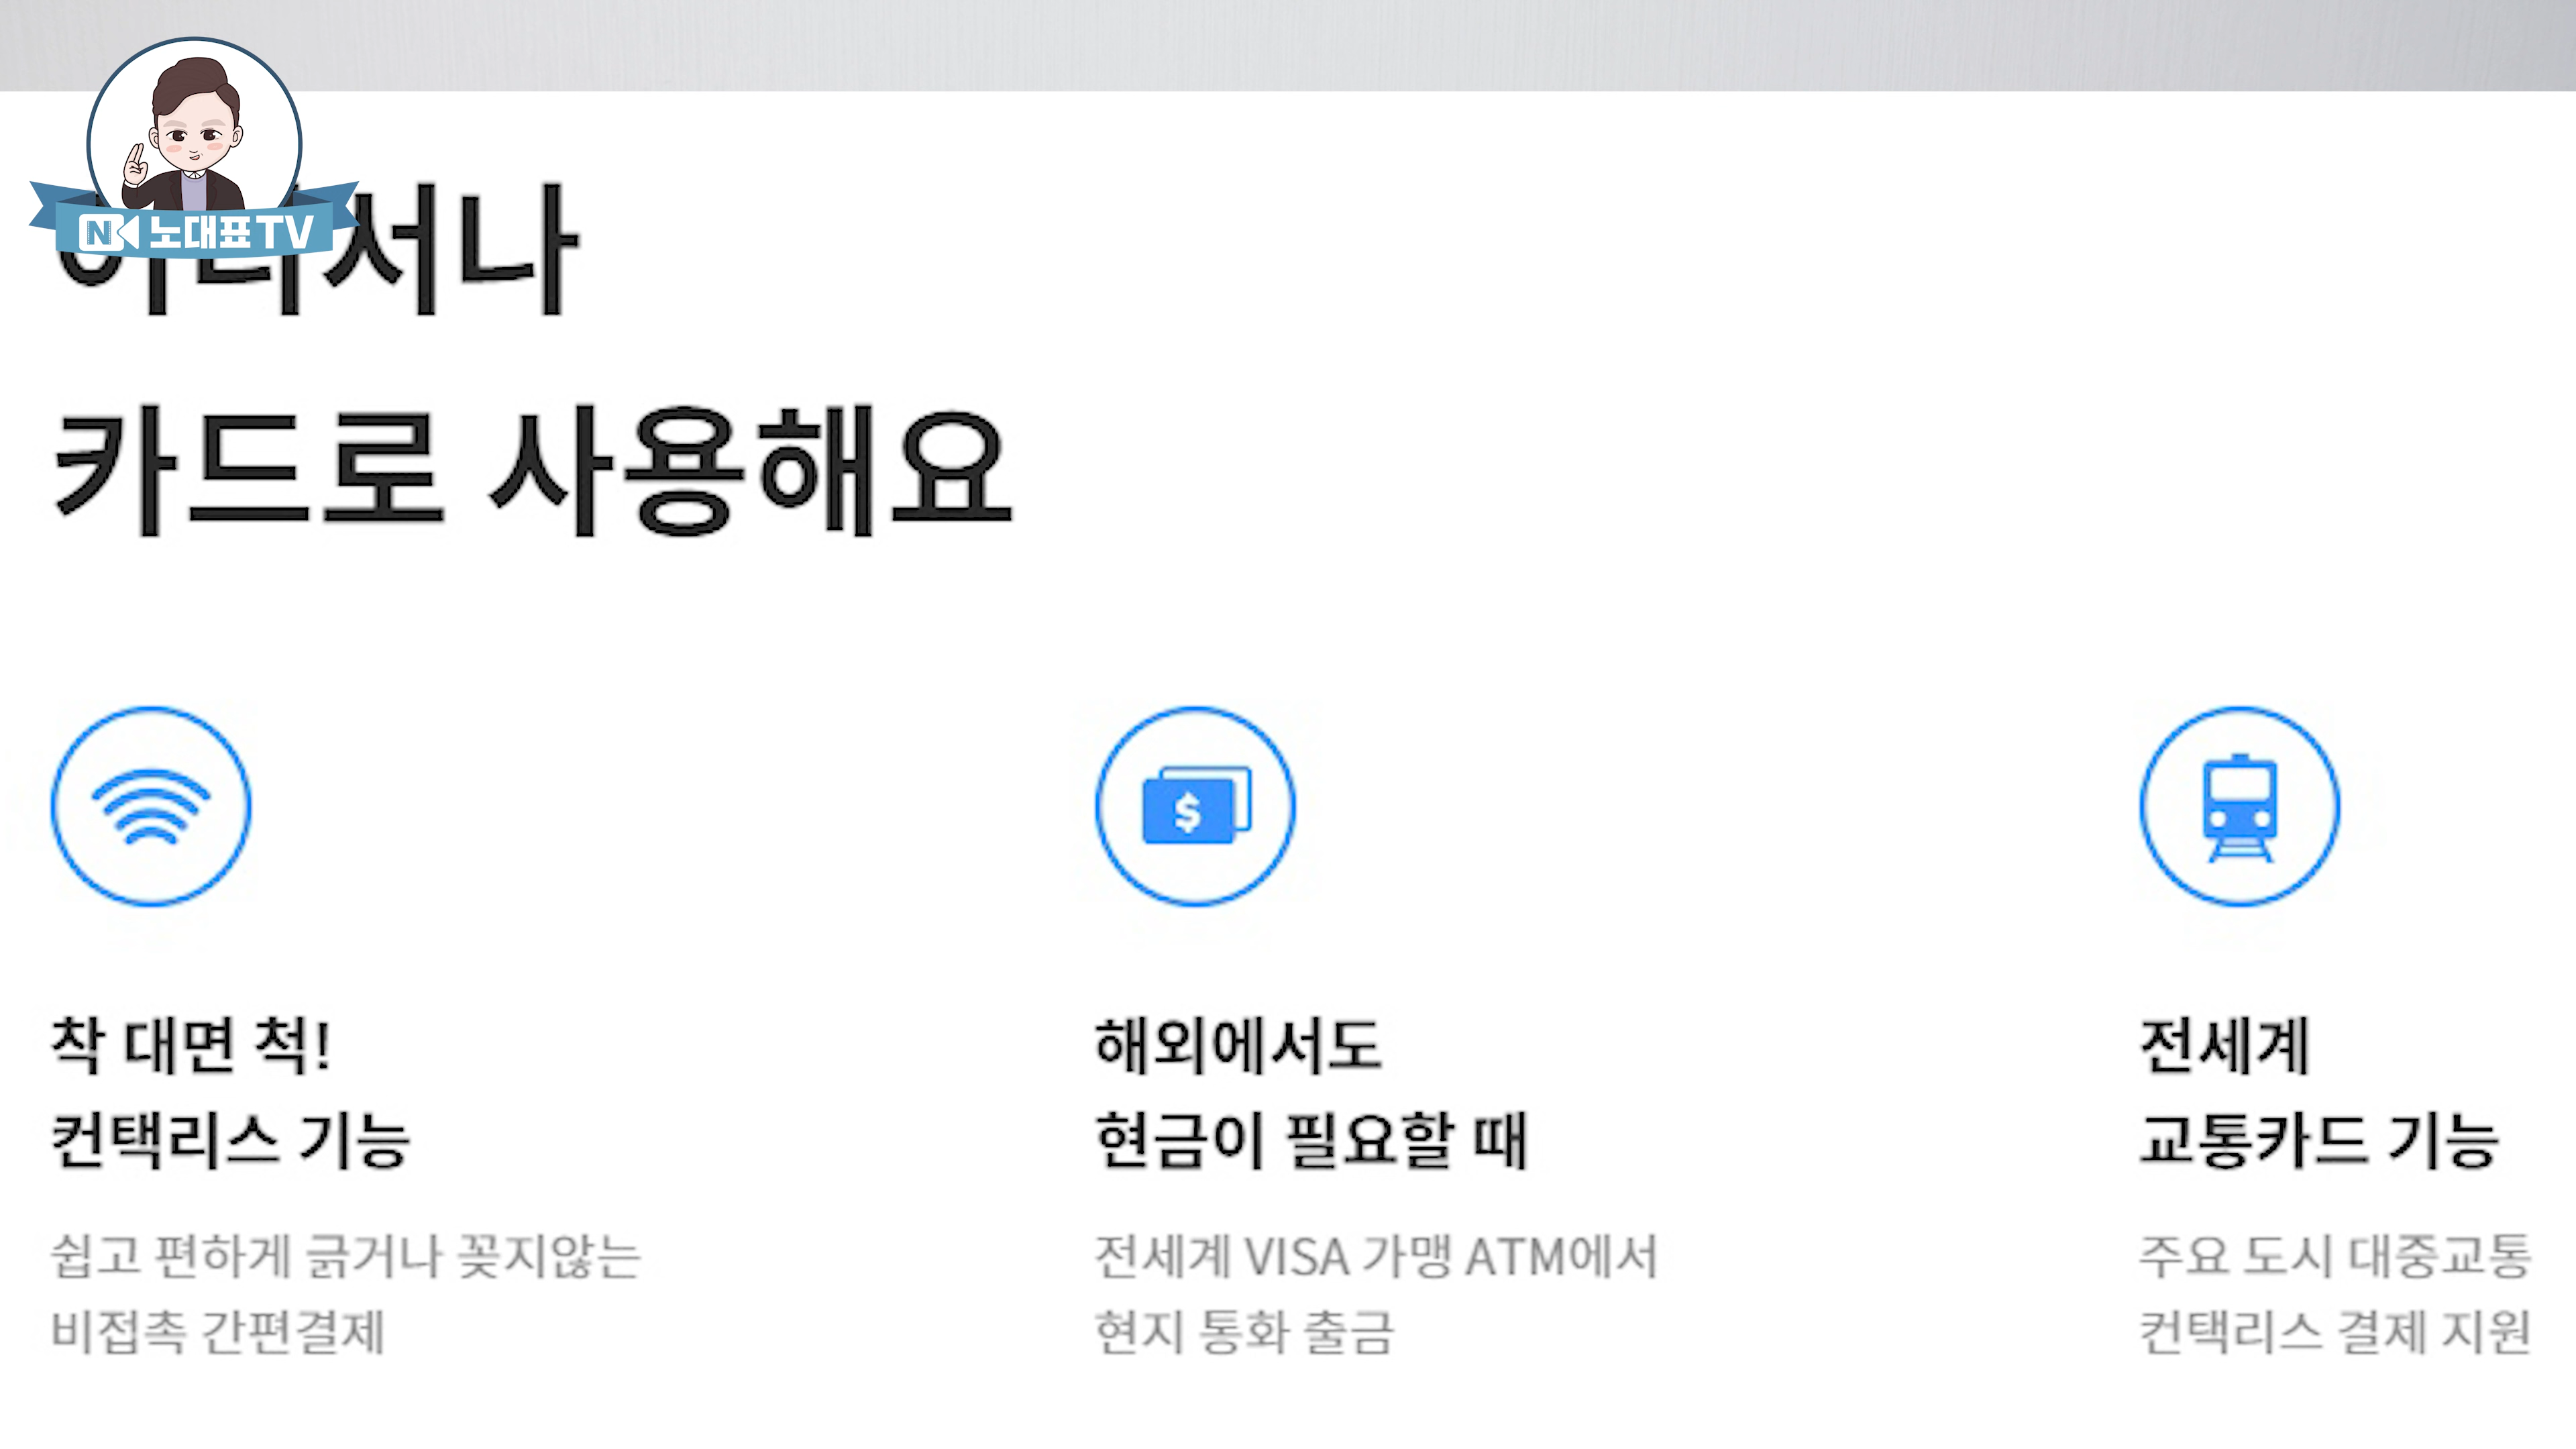 N 노대표TV
어디서나
카드로 사용해요
착 대면 척!
컨택리스 기능
쉽고 편하게 긁거나 꽂지않는
비접촉 간편결제
$
해외에서도
현금이 필요할 때
전세계 VISA 가맹 ATM에서
현지 통화 출금
전세계
교통카드 기능
주요 도시 대중교통
컨택리스 결제 지원